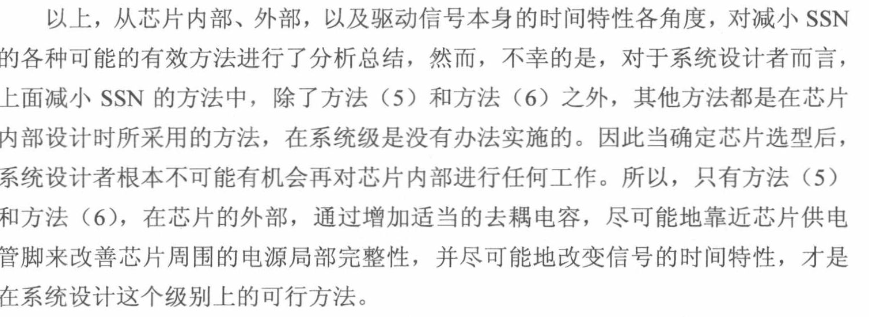 以上，从芯片内部、外部，以及驱动信号本身的时间特性各角度，对减小 SSN
的各种可能的有效方法进行了分析总结，然而，不幸的是，对于系统设计者而言，
上面减小 SSN 的方法中，除了方法（5）和方法（6）之外，其他方法都是在芯片
内部设计时所采用的方法，在系统级是没有办法实施的。因此当确定芯片选型后，
系统设计者根本不可能有机会再对芯片内部进行任何工作。所以，只有方法（5）
和方法（6），在芯片的外部，通过增加适当的去耦电容，尽可能地靠近芯片供电
管脚来改善芯片周围的电源局部完整性，并尽可能地改变信号的时间特性，才是
在系统设计这个级别上的可行方法。